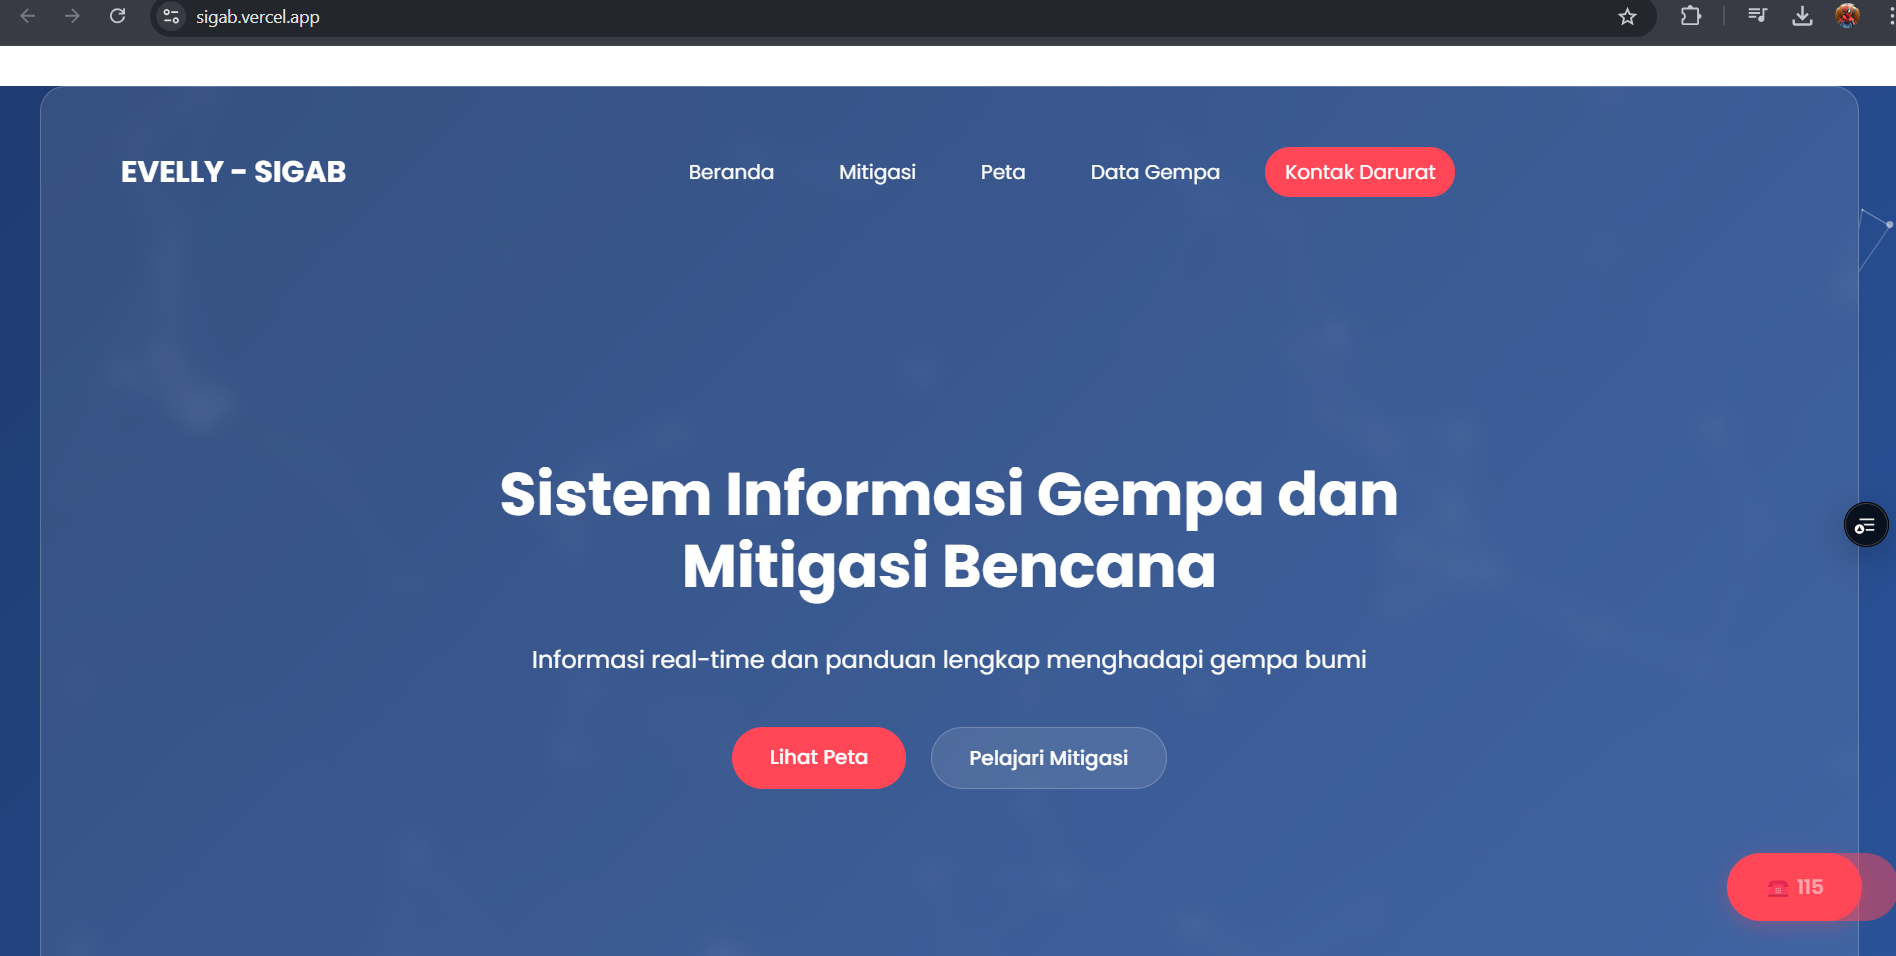 sigab.vercel.app
EVELLY - SIGAB
Beranda
Mitigasi
Peta
Data Gempa
Kontak Darurat
Sistem Informasi Gempa dan
Mitigasi Bencana
Informasi real-time dan panduan lengkap menghadapi gempa bumi
Lihat Peta
Pelajari Mitigasi
115